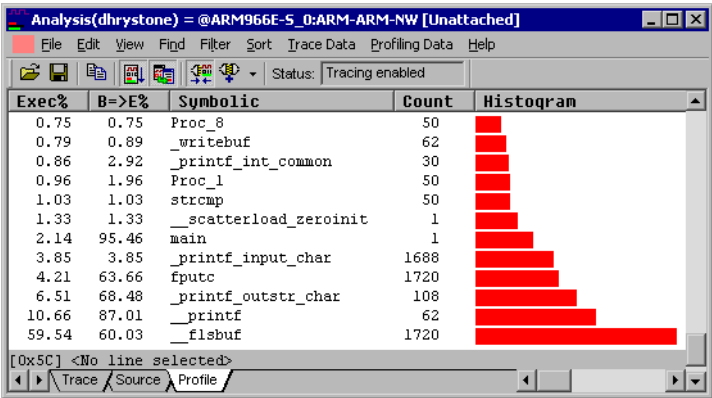 Analysis(dhrystone) = @ARM966E-S_0:ARM-ARM-NW [Unattached]
File Edit View Find Filter Sort Trace Data Profiling Data Help
Status: Tracing enabled
Exec% B=>E% Symbolic Count Histogram
0.75 0.75 Proc_8 50
0.79 0.89 _writebuf 62
0.86 2.92 _printf_int_common 30
0.96 1.96 Proc_1 50
1.03 1.03 strcmp 50
1.33 1.33 __scatterload_zeroinit 1
2.14 95.46 main 1
3.85 3.85 _printf_input_char 1688
4.21 63.66 fputc 1720
6.51 68.48 _printf_outstr_char 108
10.66 87.01 __printf 62
59.54 60.03 __flsbuf 1720
[0x5C] <No line selected>
Trace Source Profile